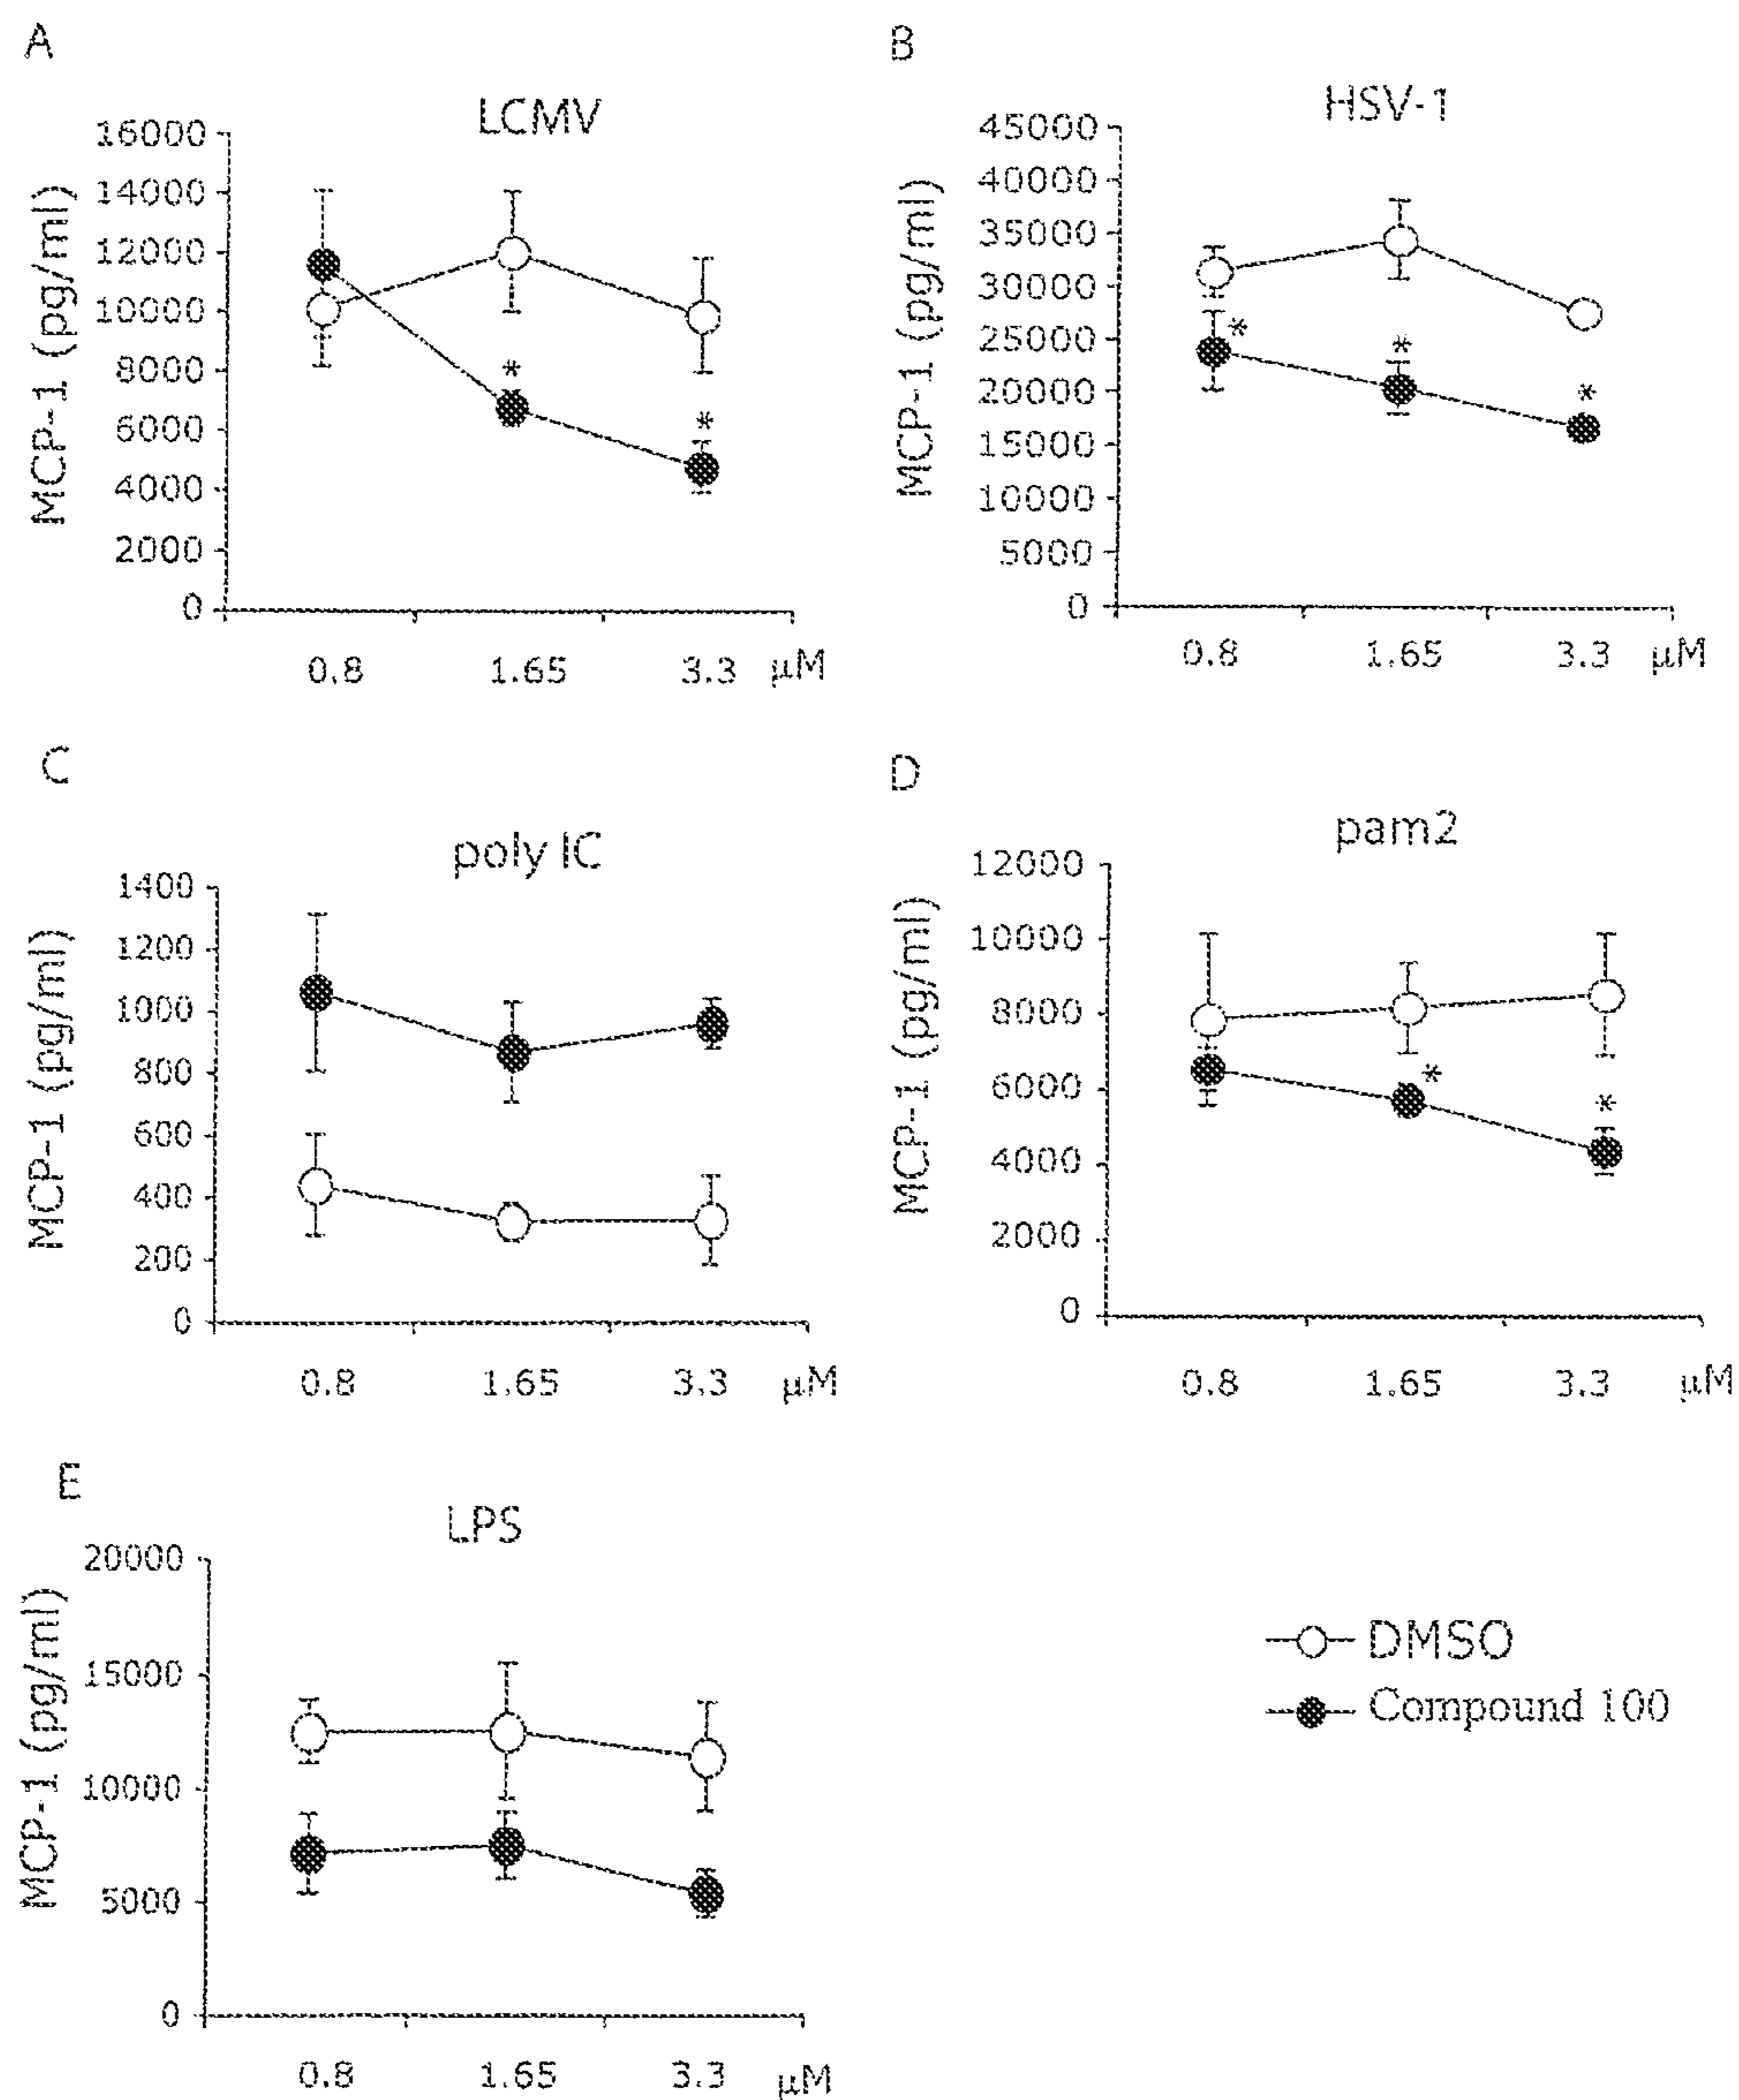 A
LCMV
MCP-1 (pg/ml)
16000
14000
12000
10000
8000
6000
4000
2000
0
*
*
0.8 1.65 3.3 µM
B
HSV-1
MCP-1 (pg/ml)
45000
40000
35000
30000
25000
20000
15000
10000
5000
0
*
*
*
0.8 1.65 3.3 µM
C
poly IC
MCP-1 (pg/ml)
1400
1200
1000
800
600
400
200
0
0.8 1.65 3.3 µM
D
pam2
MCP-1 (pg/ml)
12000
10000
8000
6000
4000
2000
0
*
*
0.8 1.65 3.3 µM
E
LPS
MCP-1 (pg/ml)
20000
15000
10000
5000
0
0.8 1.65 3.3 µM
DMSO
Compound 100